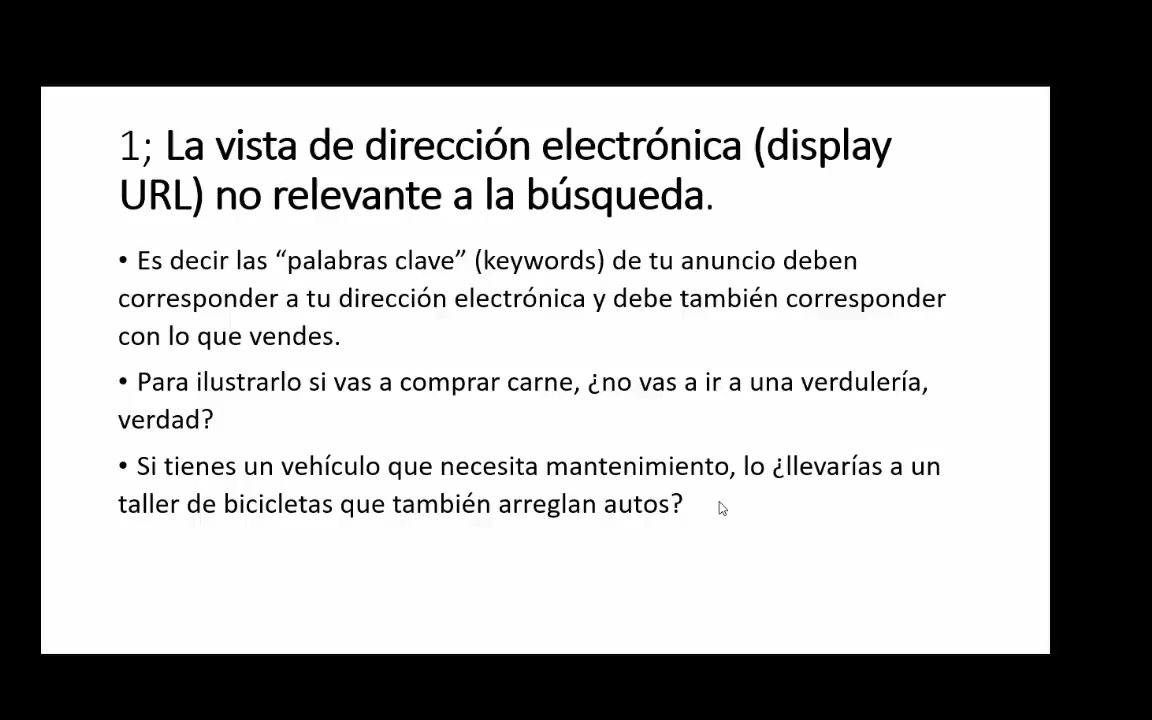 1; La vista de dirección electrónica (display
URL) no relevante a la búsqueda.
• Es decir las “palabras clave” (keywords) de tu anuncio deben
corresponder a tu dirección electrónica y debe también corresponder
con lo que vendes.
• Para ilustrarlo si vas a comprar carne, ¿no vas a ir a una verdulería,
verdad?
• Si tienes un vehículo que necesita mantenimiento, lo ¿llevarías a un
taller de bicicletas que también arreglan autos?